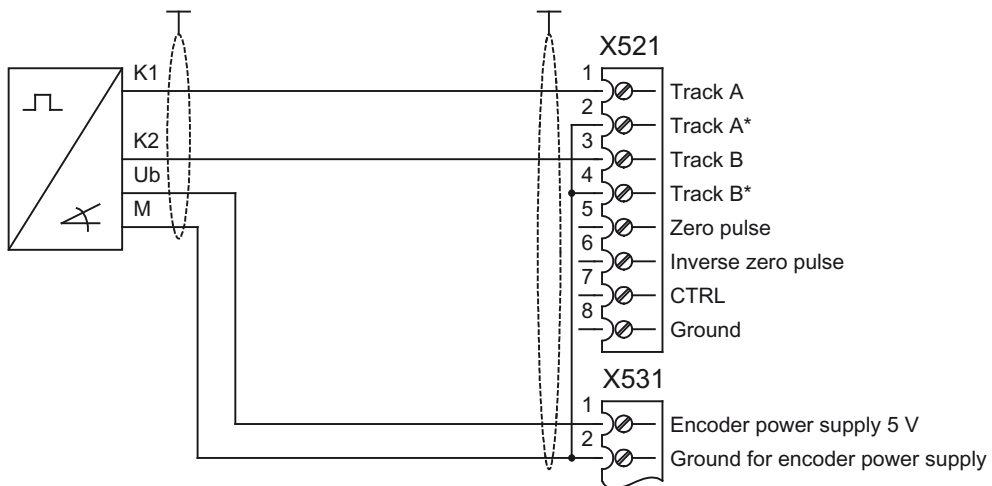 X521
K1
1
Track A
2
Track A*
K2
3
Track B
Ub
4
Track B*
M
5
Zero pulse
6
Inverse zero pulse
7
CTRL
8
Ground
X531
1
Encoder power supply 5 V
2
Ground for encoder power supply